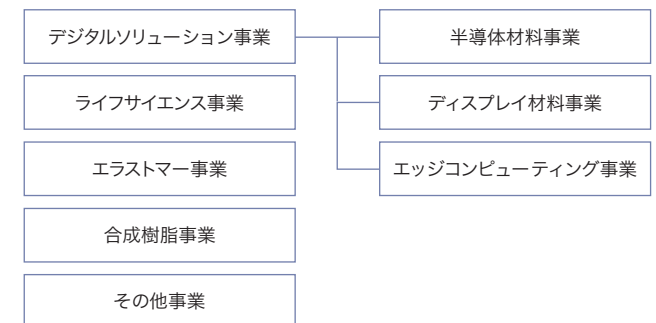 デジタルソリューション事業
半導体材料事業
ライフサイエンス事業
ディスプレイ材料事業
エラストマー事業
エッジコンピューティング事業
合成樹脂事業
その他事業